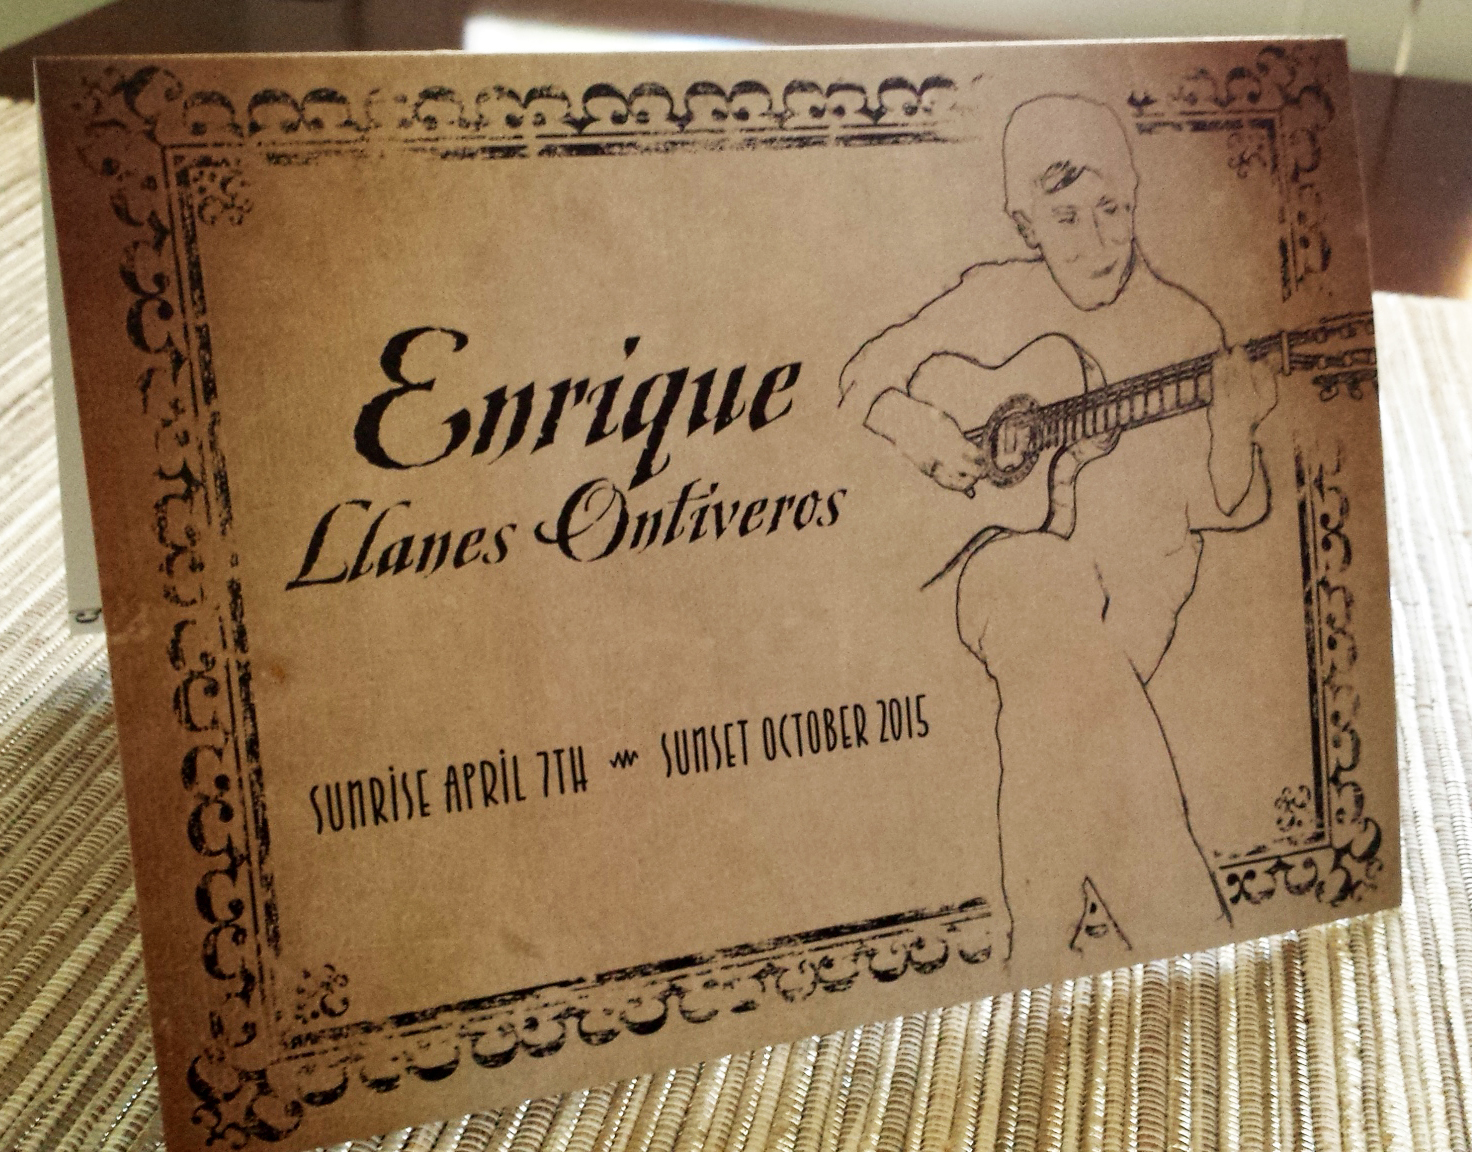 Enrique
Llanes Ontiveros
SUNRISE APRIL 7TH ~ SUNSET OCTOBER 2015